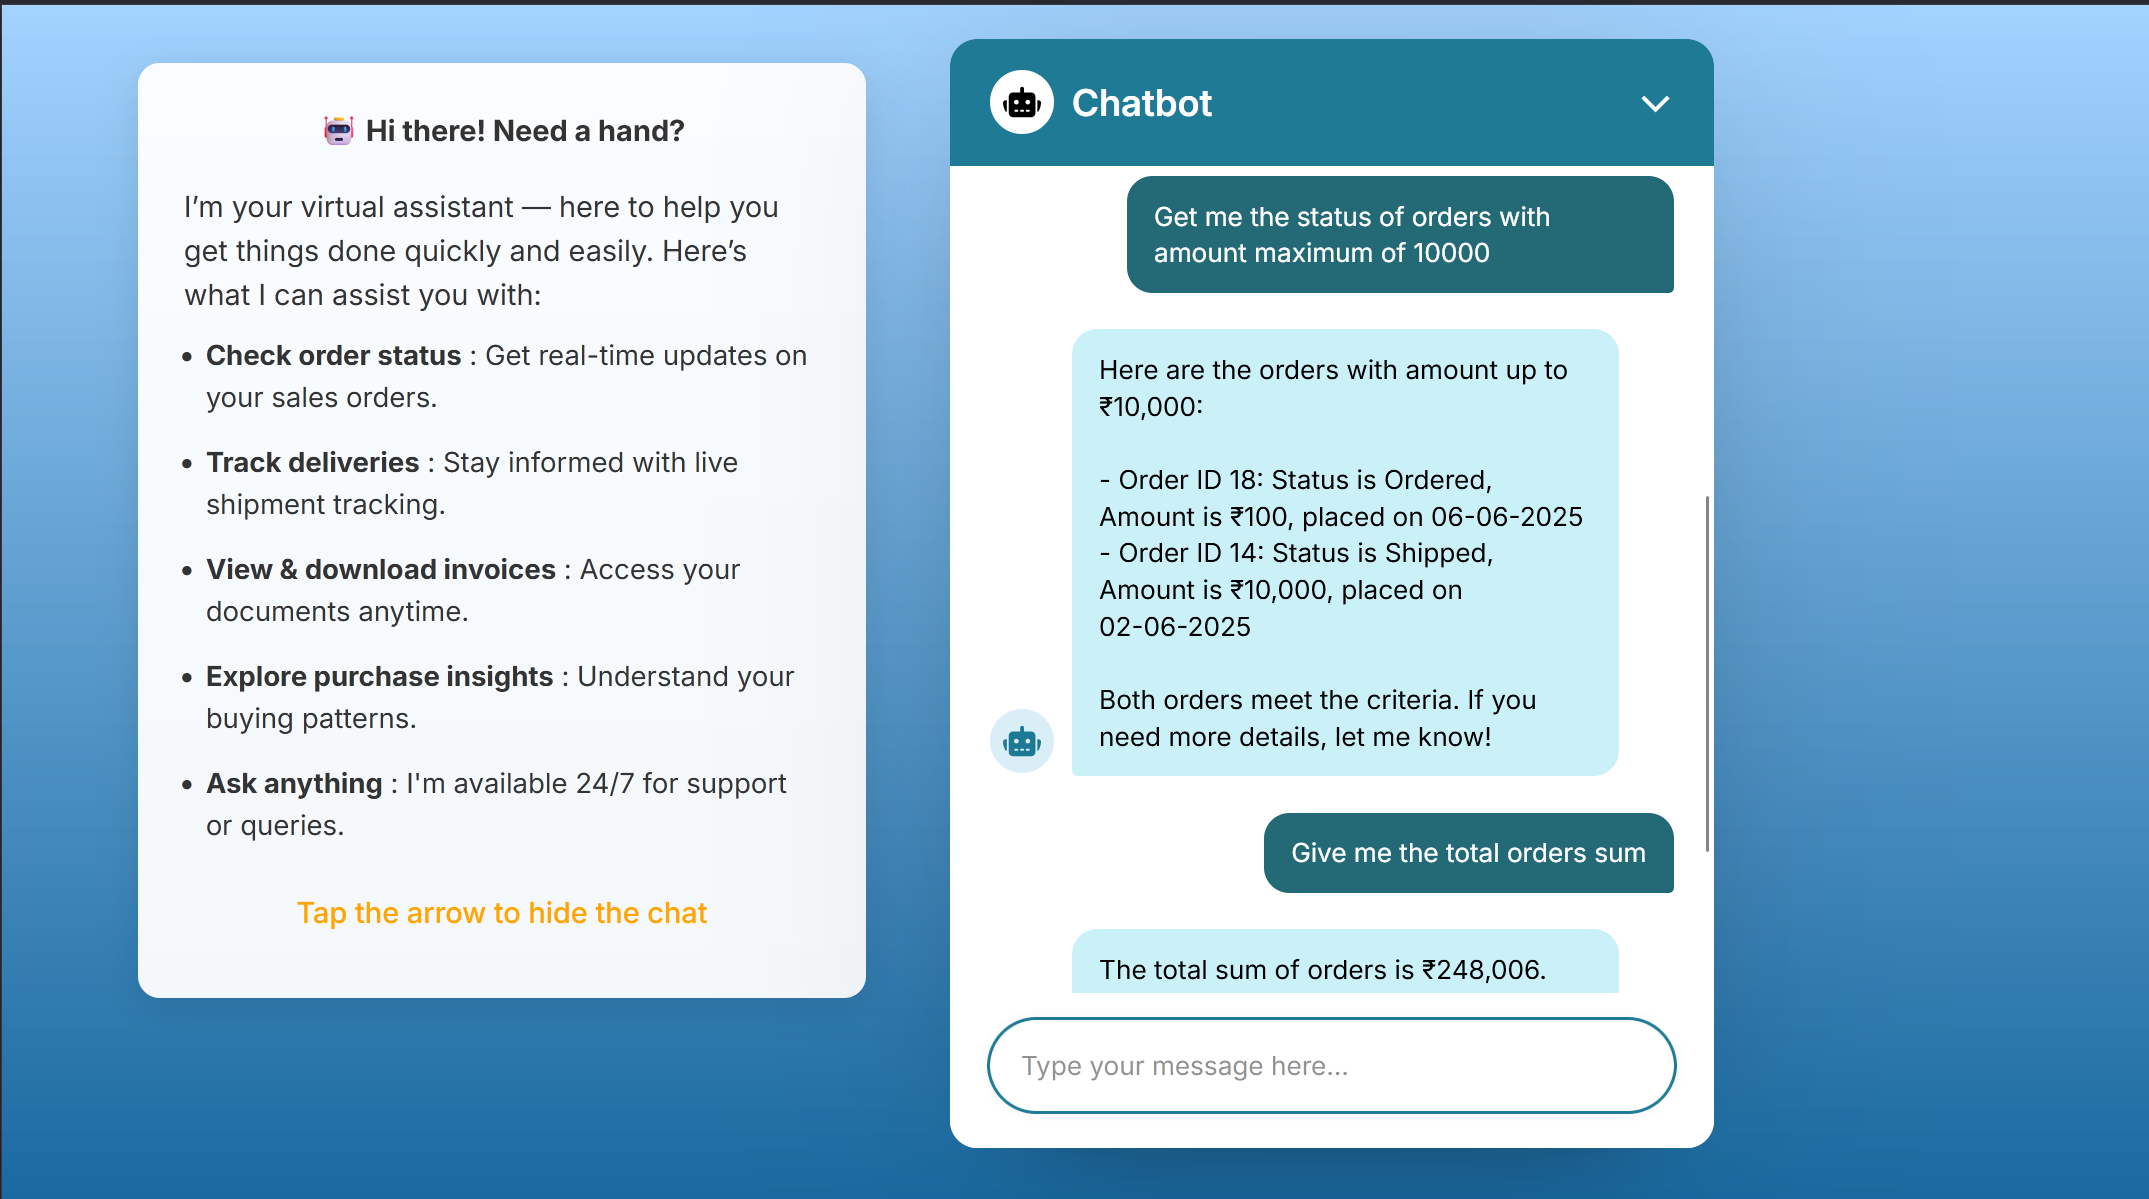 Hi there! Need a hand?
I’m your virtual assistant — here to help you
get things done quickly and easily. Here’s
what I can assist you with:
• Check order status : Get real-time updates on
your sales orders.
• Track deliveries : Stay informed with live
shipment tracking.
• View & download invoices : Access your
documents anytime.
• Explore purchase insights : Understand your
buying patterns.
• Ask anything : I'm available 24/7 for support
or queries.
Tap the arrow to hide the chat
Chatbot
Get me the status of orders with
amount maximum of 10000
Here are the orders with amount up to
₹10,000:
- Order ID 18: Status is Ordered,
Amount is ₹100, placed on 06-06-2025
- Order ID 14: Status is Shipped,
Amount is ₹10,000, placed on
02-06-2025
Both orders meet the criteria. If you
need more details, let me know!
Give me the total orders sum
The total sum of orders is ₹248,006.
Type your message here...